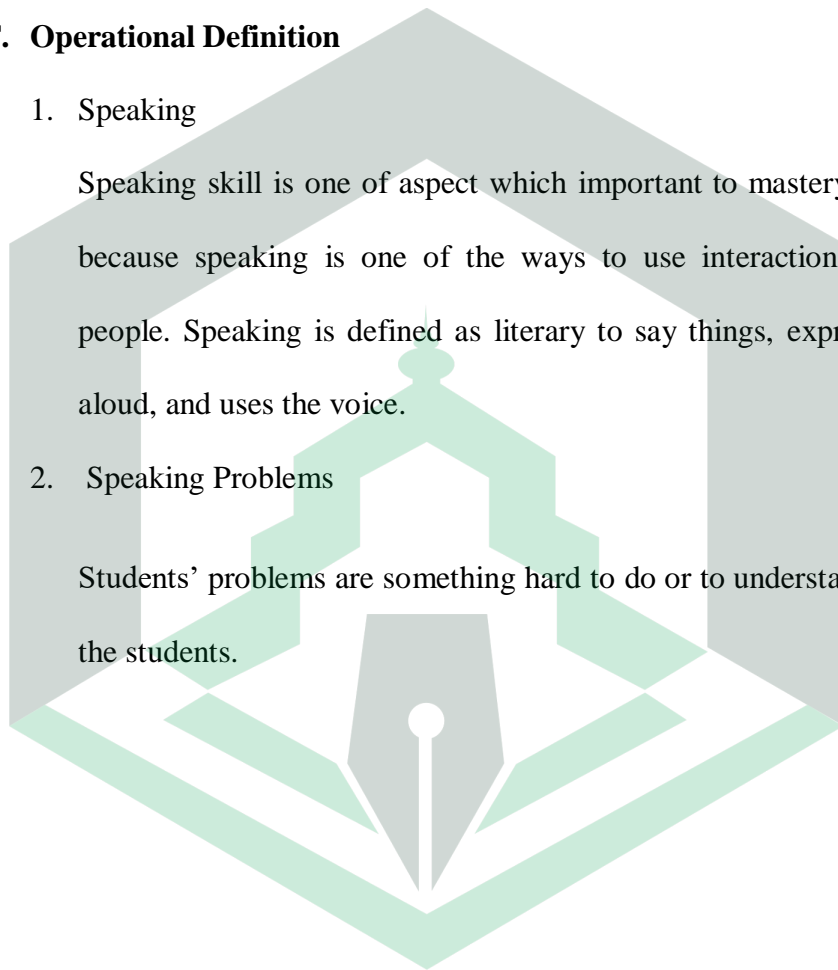 Operational Definition
1. Speaking
Speaking skill is one of aspect which important to mastery
because speaking is one of the ways to use interaction
people. Speaking is defined as literary to say things,
aloud, and uses the voice.
2. Speaking Problems
Students’ problems are something hard to do or to
the students.